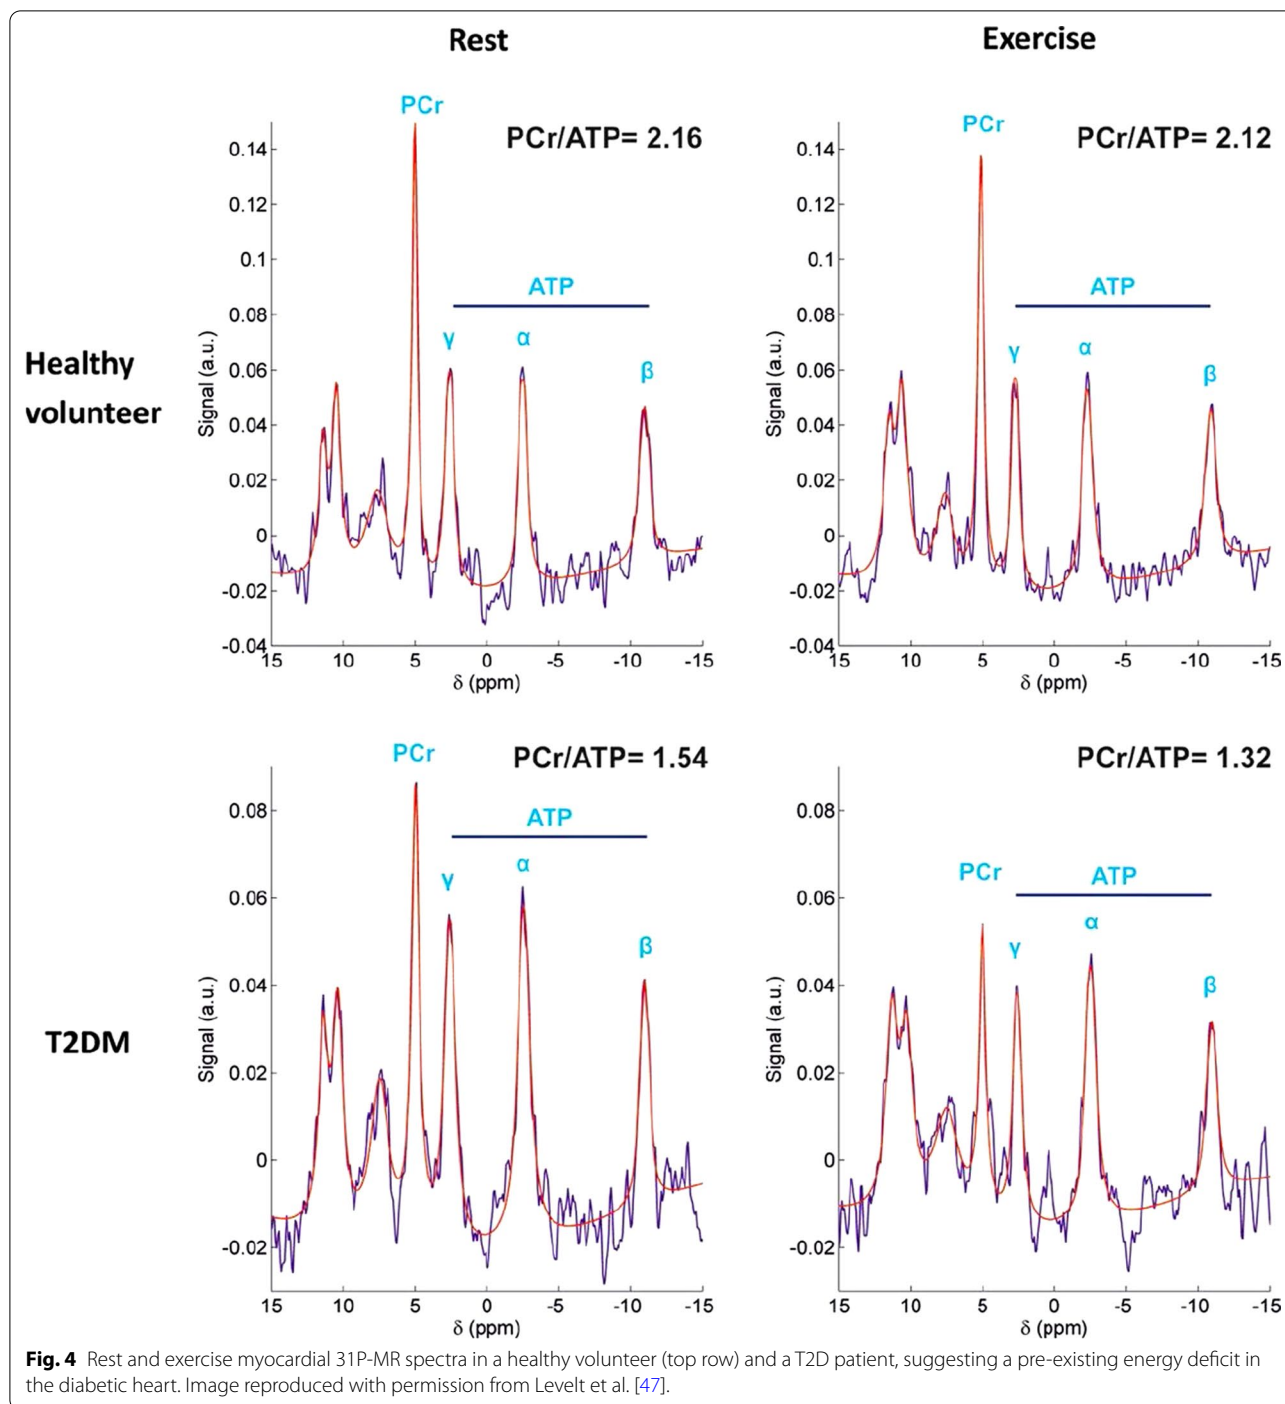 Rest
Exercise
Healthy
volunteer
PCr
PCr/ATP= 2.16
ATP
γ
α
β
0.14
0.12
0.1
0.08
0.06
0.04
0.02
0
-0.02
-0.04
Signal (a.u.)
15 10 5 0 -5 -10 -15
δ (ppm)
PCr
PCr/ATP= 2.12
ATP
γ
α
β
0.14
0.12
0.1
0.08
0.06
0.04
0.02
0
-0.02
-0.04
Signal (a.u.)
15 10 5 0 -5 -10 -15
δ (ppm)
T2DM
PCr
PCr/ATP= 1.54
ATP
γ
α
β
0.08
0.06
0.04
0.02
0
-0.02
Signal (a.u.)
15 10 5 0 -5 -10 -15
δ (ppm)
PCr/ATP= 1.32
PCr
ATP
γ
α
β
0.08
0.06
0.04
0.02
0
-0.02
Signal (a.u.)
15 10 5 0 -5 -10 -15
δ (ppm)
Fig. 4 Rest and exercise myocardial 31P-MR spectra in a healthy volunteer (top row) and a T2D patient, suggesting a pre-existing energy deficit in
the diabetic heart. Image reproduced with permission from Levelt et al. [47].